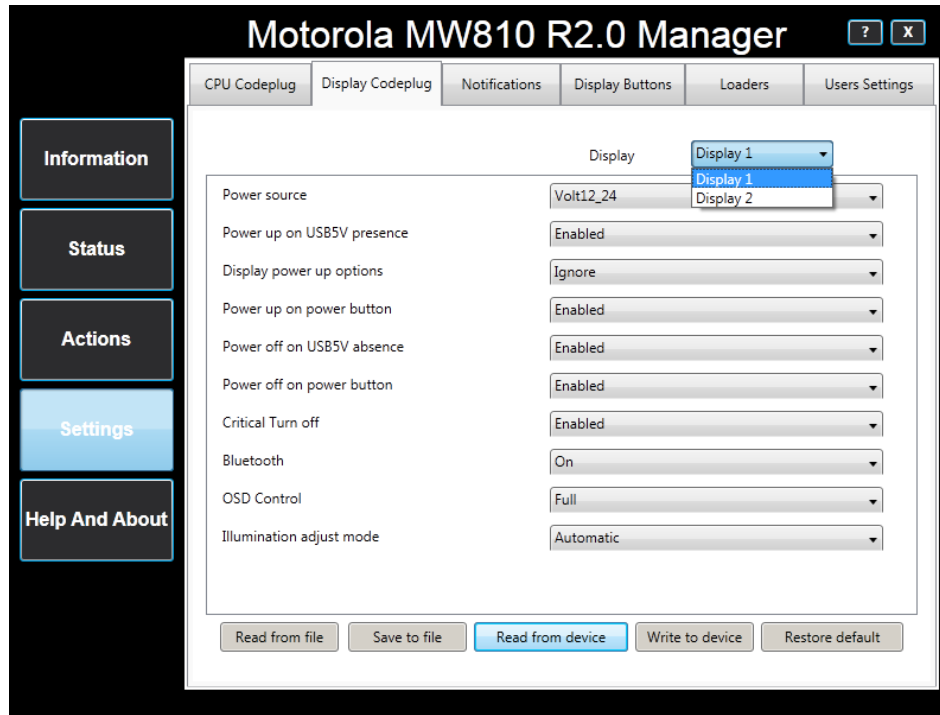 Motorola MW810 R2.0 Manager
? X
CPU Codeplug Display Codeplug Notifications Display Buttons Loaders Users Settings
Information
Status
Actions
Settings
Help And About
Display Display 1
Display 1
Display 2
Power source Volt12_24
Power up on USB5V presence Enabled
Display power up options Ignore
Power up on power button Enabled
Power off on USB5V absence Enabled
Power off on power button Enabled
Critical Turn off Enabled
Bluetooth On
OSD Control Full
Illumination adjust mode Automatic
Read from file Save to file Read from device Write to device Restore default